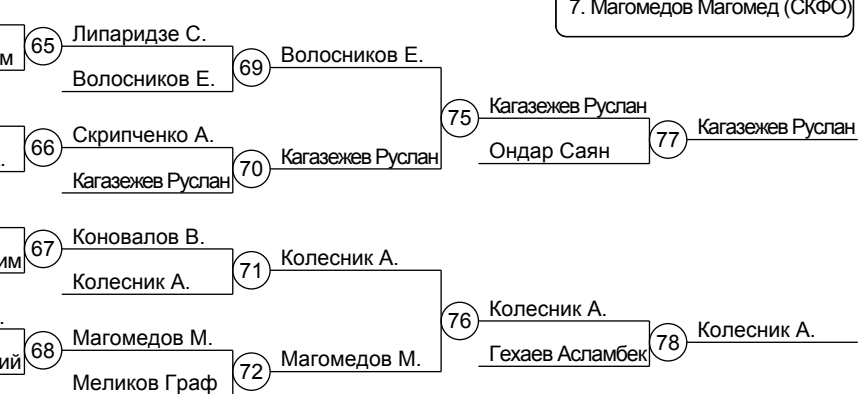 7. Магомедов Магомед (СКФО)
65
Липаридзе С.
м
Волосников Е.
69
Волосников Е.
66
Скрипченко А.
.
Кагазежев Руслан
70
Кагазежев Руслан
75
Кагазежев Руслан
Ондар Саян
77
Кагазежев Руслан
67
Коновалов В.
им
Колесник А.
71
Колесник А.
.
68
Магомедов М.
ий
Меликов Граф
72
Магомедов М.
76
Колесник А.
Гехаев Асламбек
78
Колесник А.